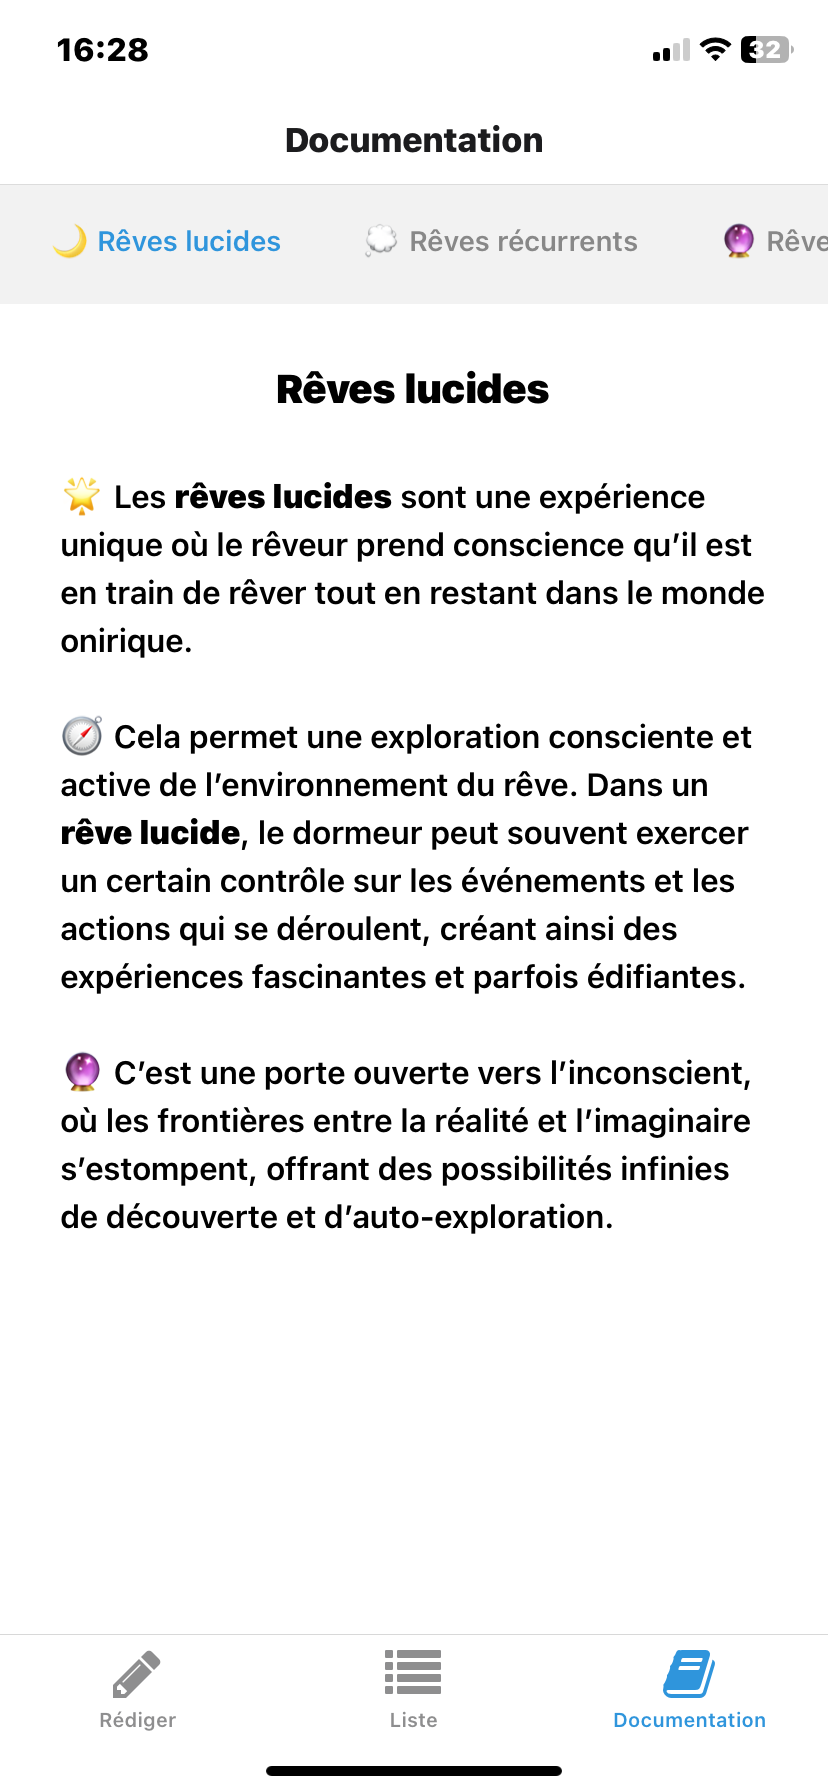 16:28
32
Documentation
🌙 Rêves lucides 💭 Rêves récurrents 🔮 Rêve
Rêves lucides
🌟 Les rêves lucides sont une expérience
unique où le rêveur prend conscience qu’il est
en train de rêver tout en restant dans le monde
onirique.
🧭 Cela permet une exploration consciente et
active de l’environnement du rêve. Dans un
rêve lucide, le dormeur peut souvent exercer
un certain contrôle sur les événements et les
actions qui se déroulent, créant ainsi des
expériences fascinantes et parfois édifiantes.
🔮 C’est une porte ouverte vers l’inconscient,
où les frontières entre la réalité et l’imaginaire
s’estompent, offrant des possibilités infinies
de découverte et d’auto-exploration.
Rédiger Liste Documentation